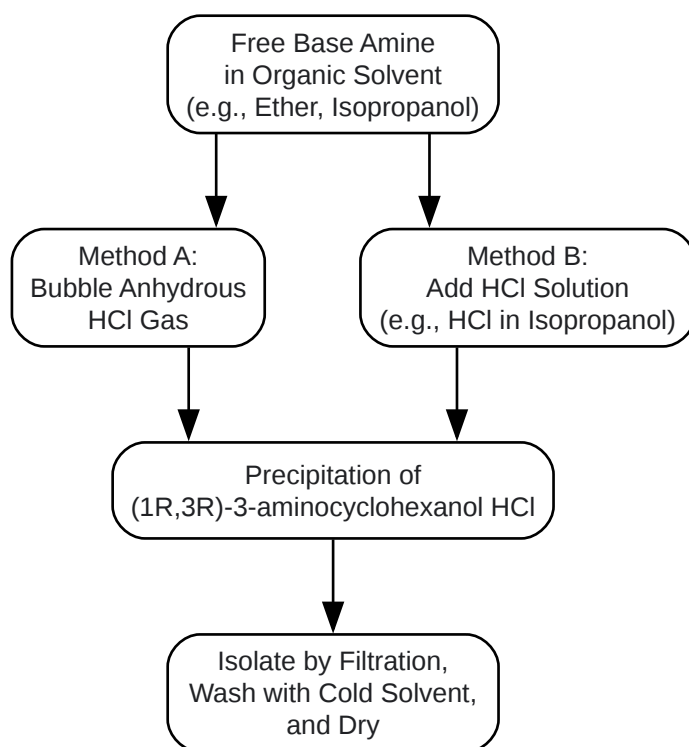 Free Base Amine
in Organic Solvent
(e.g., Ether, Isopropanol)
Method A:
Bubble Anhydrous
HCl Gas
Method B:
Add HCl Solution
(e.g., HCl in Isopropanol)
Precipitation of
(1R,3R)-3-aminocyclohexanol HCl
Isolate by Filtration,
Wash with Cold Solvent,
and Dry